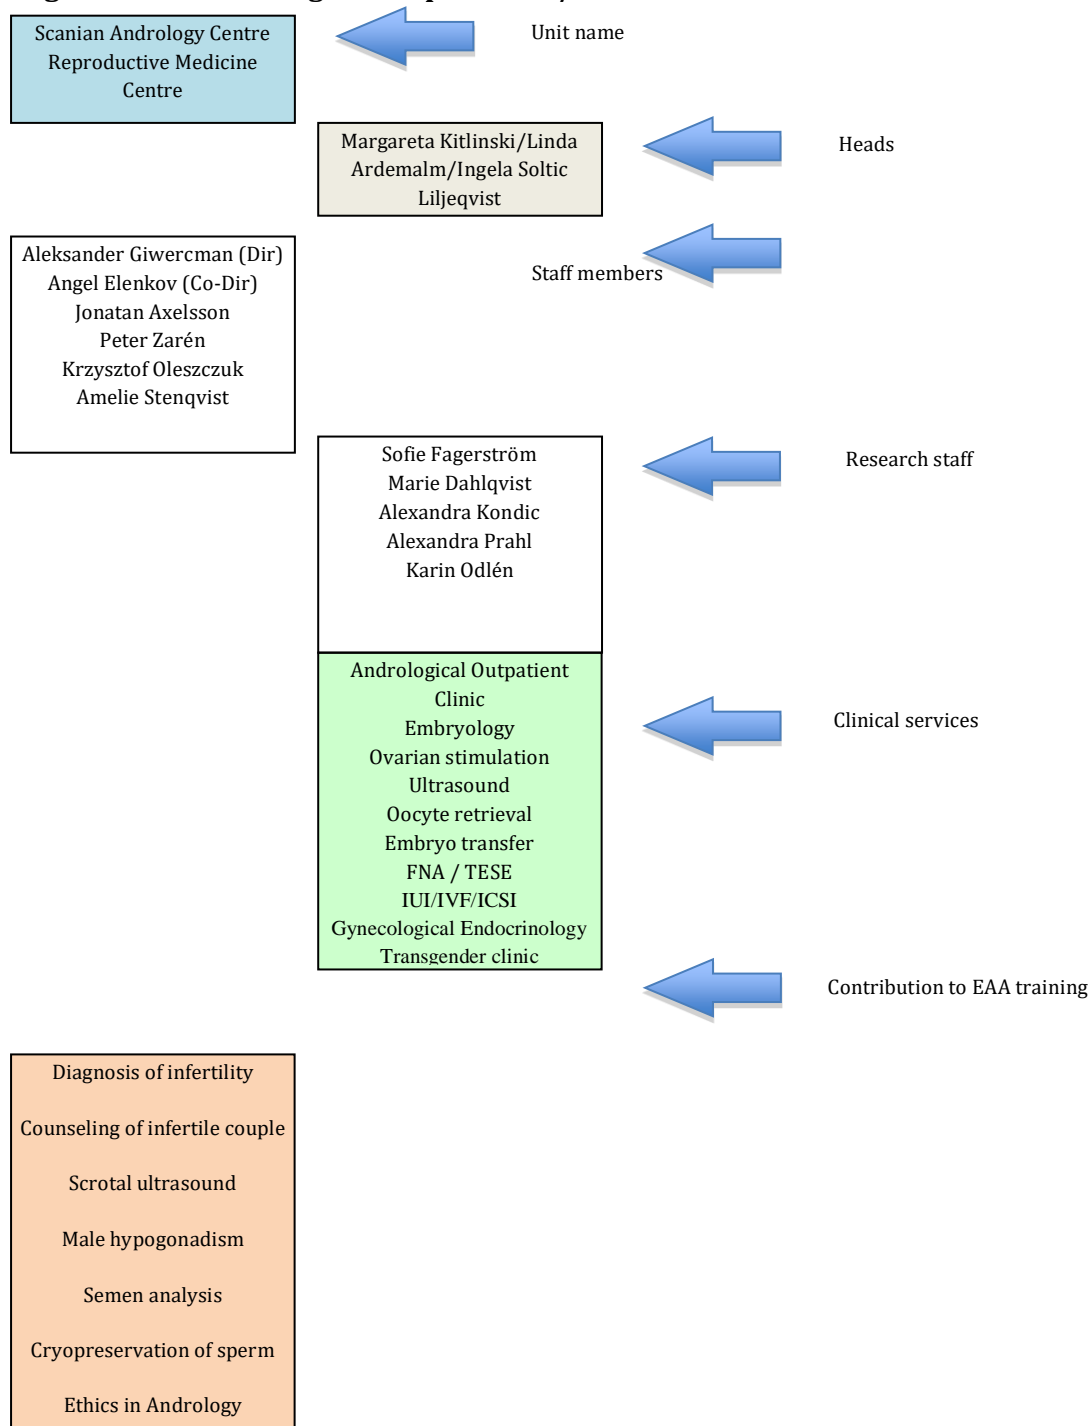 Scanian Andrology Centre
Reproductive Medicine
Centre
Unit name
Margareta Kitlinski/Linda
Ardemalm/Ingela Soltic
Liljeqvist
Heads
Aleksander Giwercman (Dir)
Angel Elenkov (Co-Dir)
Jonatan Axelsson
Peter Zarén
Krzysztof Oleszczuk
Amelie Stenqvist
Staff members
Sofie Fagerström
Marie Dahlqvist
Alexandra Kondic
Alexandra Prahl
Karin Odlén
Research staff
Andrological Outpatient
Clinic
Embryology
Ovarian stimulation
Ultrasound
Oocyte retrieval
Embryo transfer
FNA / TESE
IUI/IVF/ICSI
Gynecological Endocrinology
Transgender clinic
Clinical services
Contribution to EAA training
Diagnosis of infertility
Counseling of infertile couple
Scrotal ultrasound
Male hypogonadism
Semen analysis
Cryopreservation of sperm
Ethics in Andrology